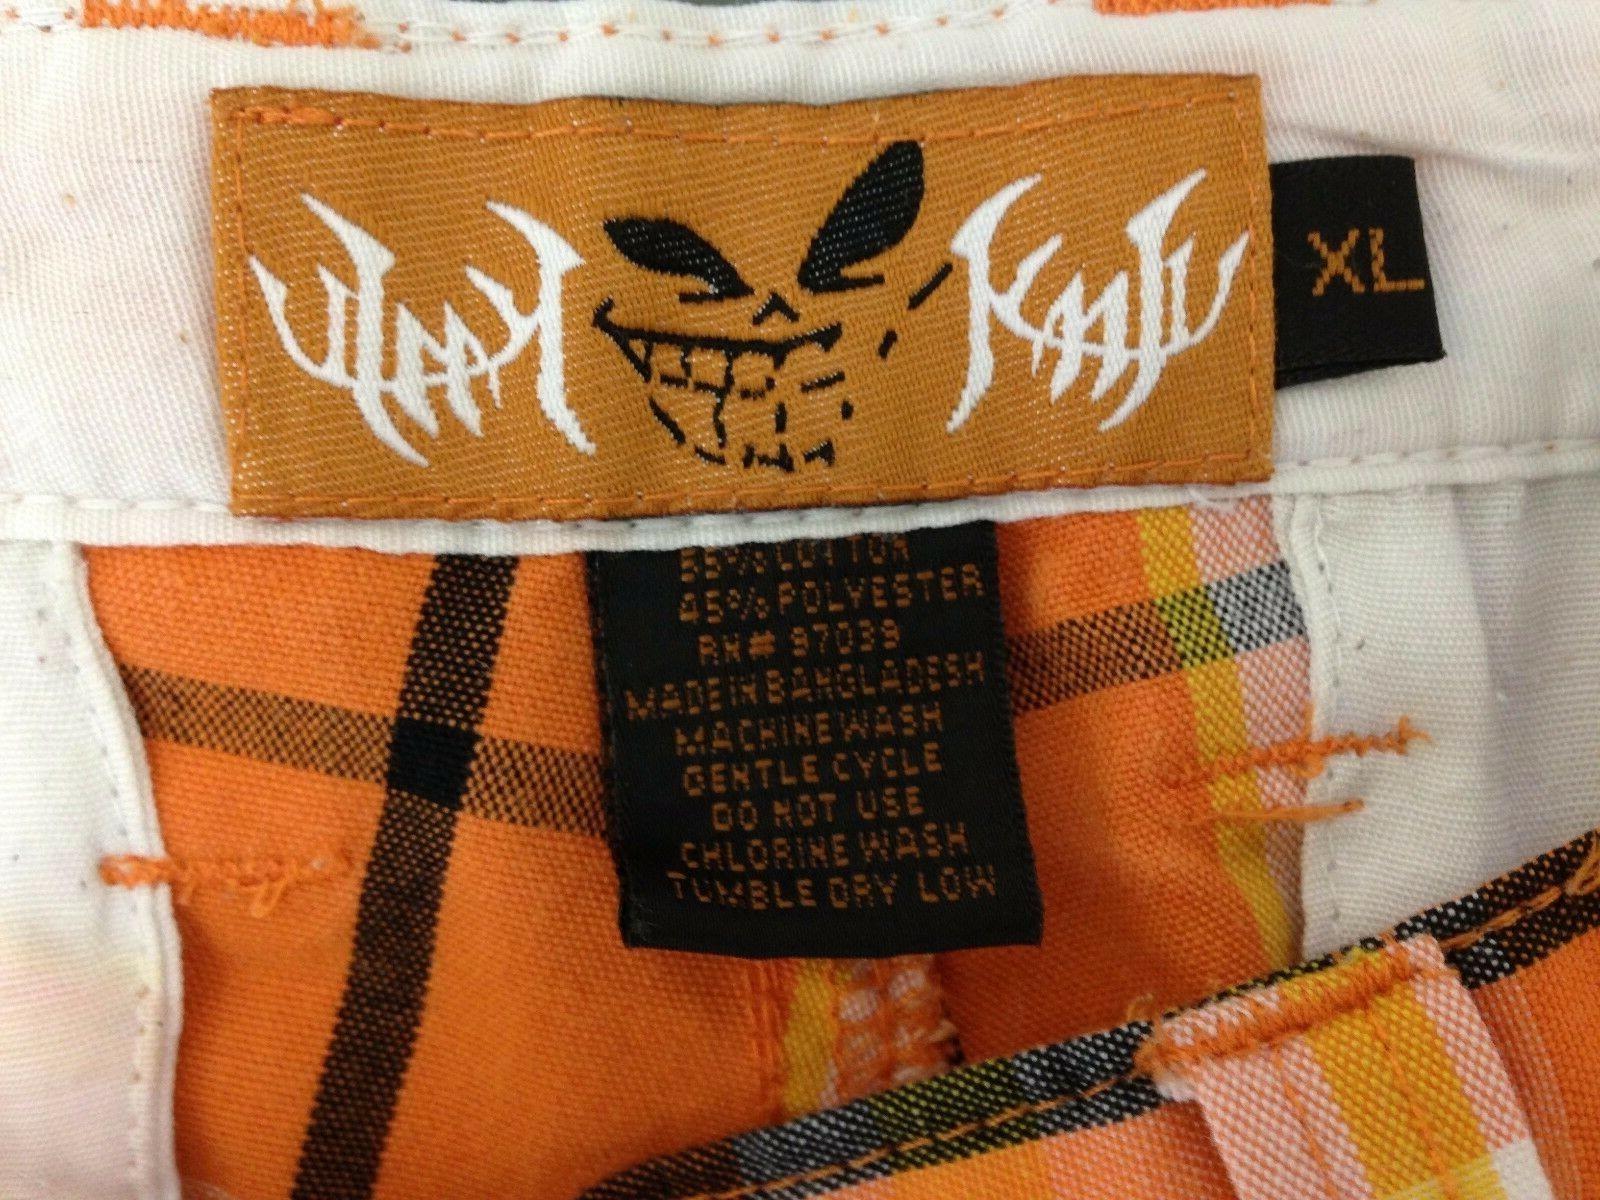 XL
55% COTTON
45% POLYESTER
RN# 97039
MADE IN BANGLADESH
MACHINE WASH
GENTLE CYCLE
DO NOT USE
CHLORINE WASH
TUMBLE DRY LOW